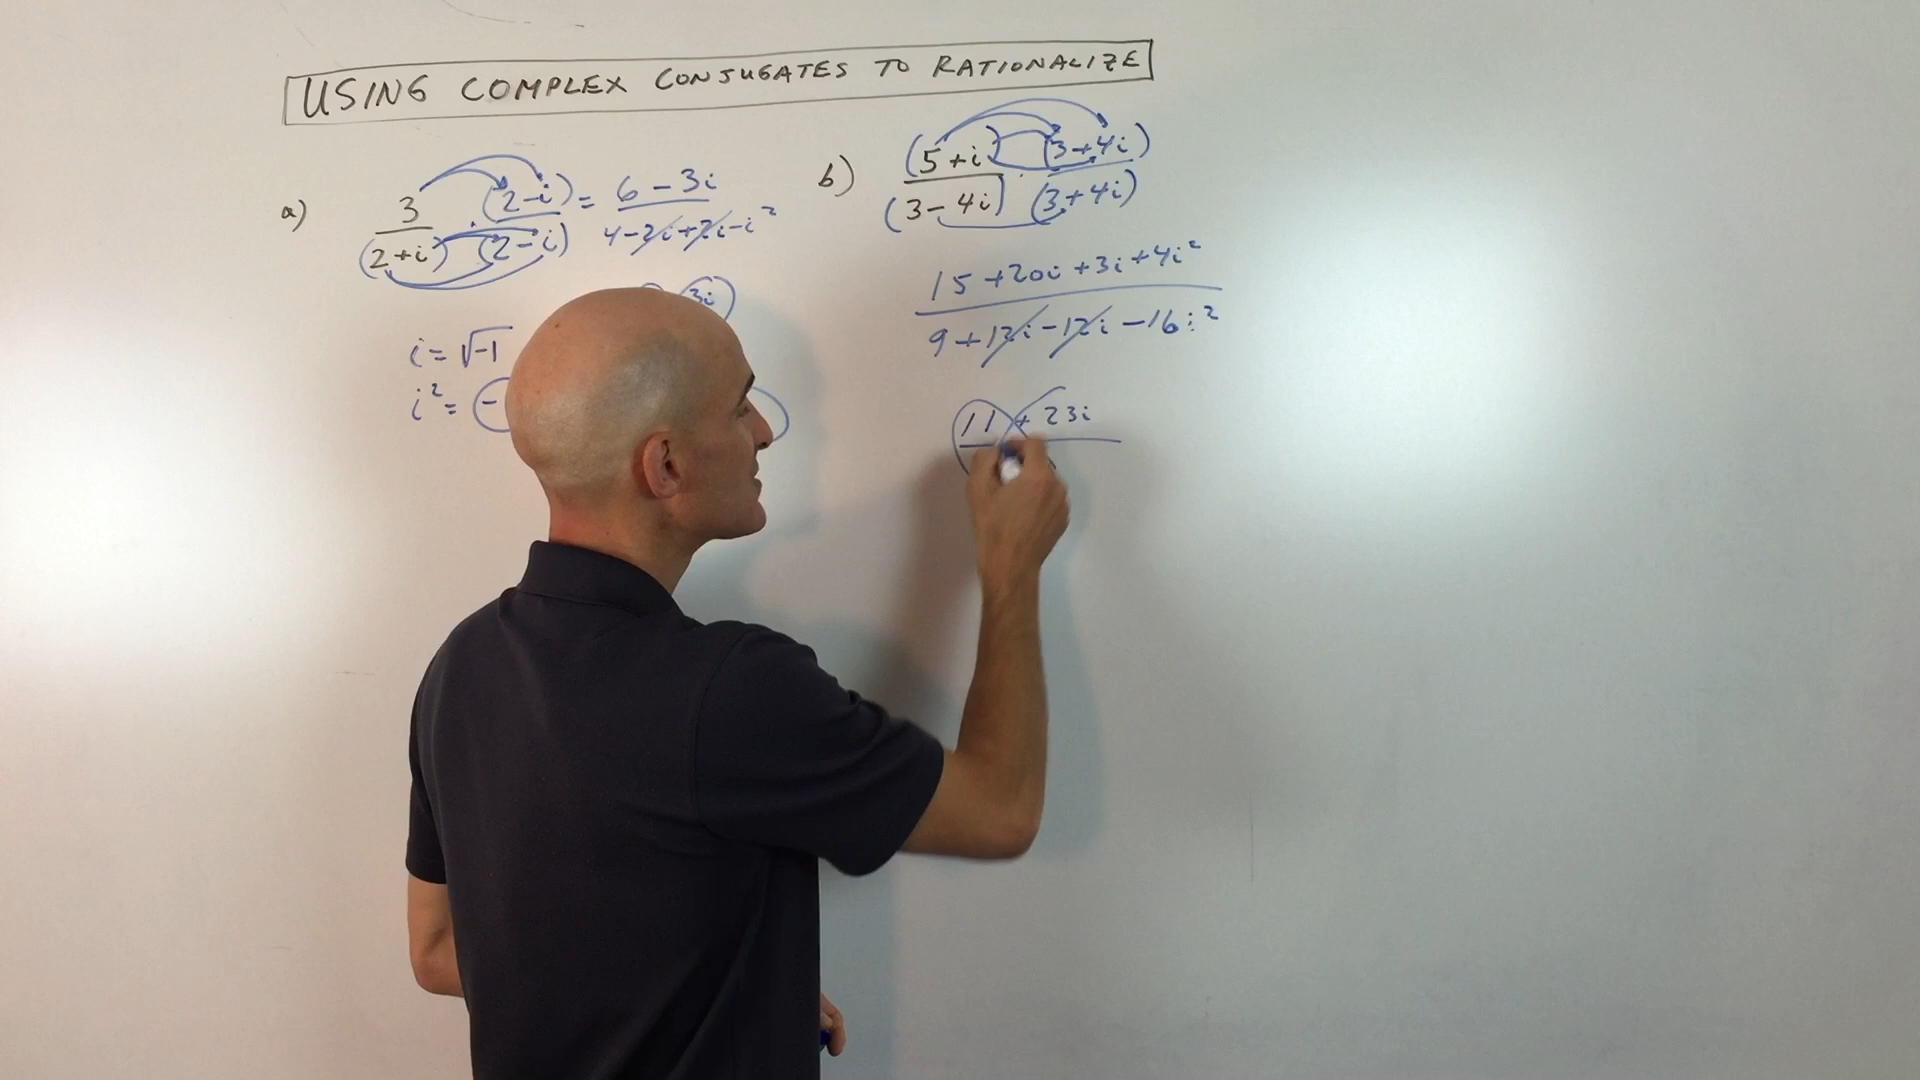 USING COMPLEX CONJUGATES TO RATIONALIZE
a)
3 (2-i) = 6 - 3i
(2+i) · (2-i) 4-2i+2i-i²
3i
i = √-1
i² = -
b)
(5+i) · (3+4i)
(3-4i) (3+4i)
15 +20i +3i +4i²
9 +12i -12i -16i²
11 + 23i